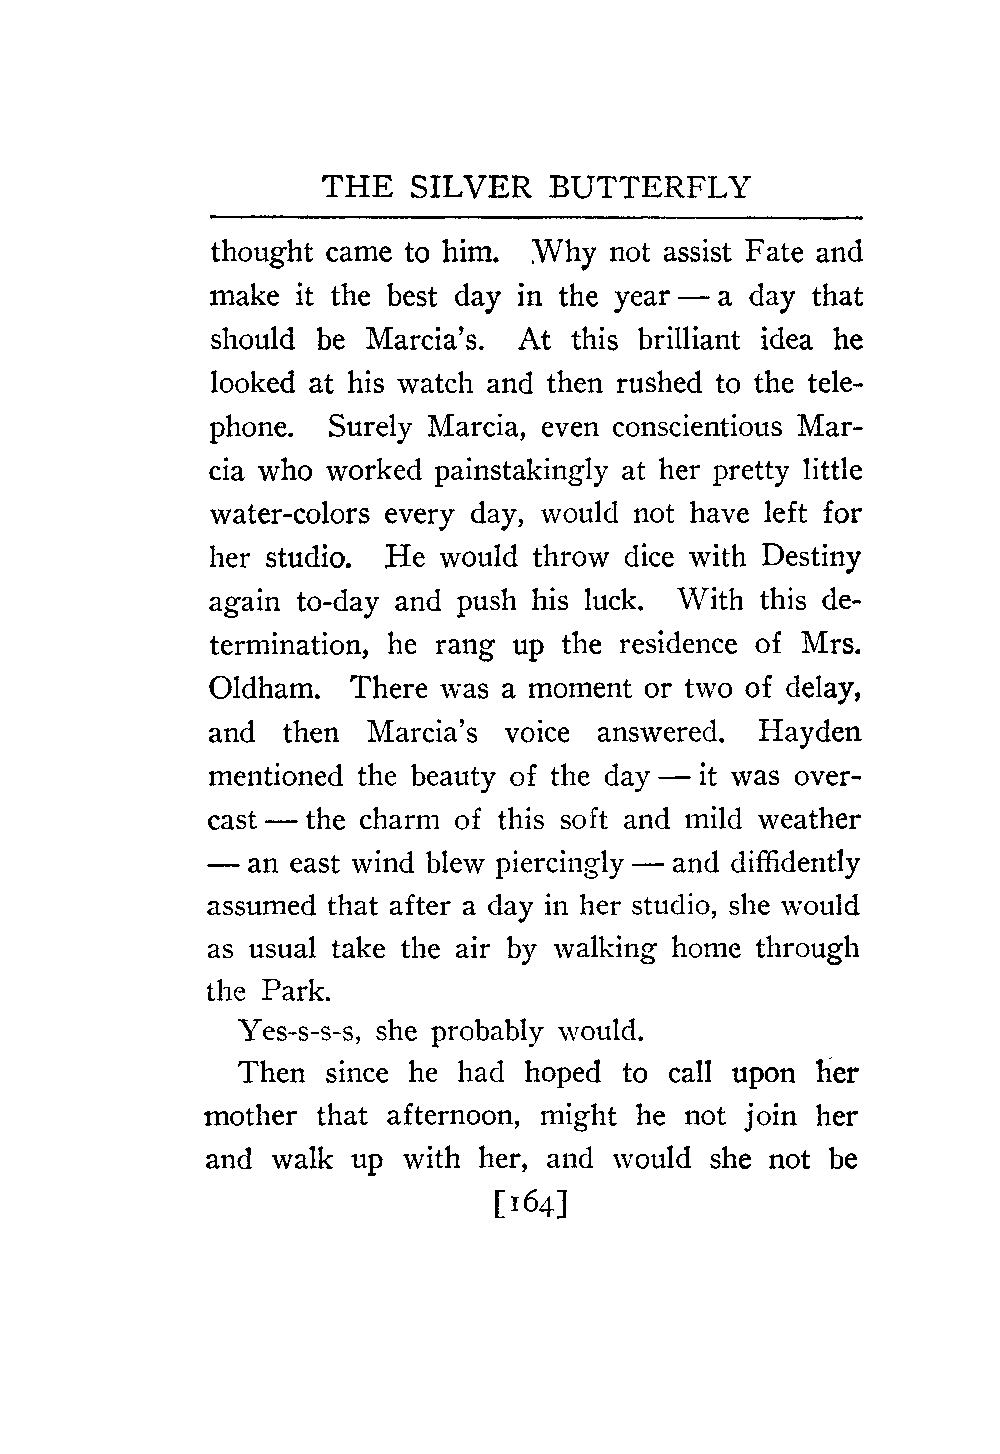 THE SILVER BUTTERFLY
thought came to him. Why not assist Fate and
make it the best day in the year — a day that
should be Marcia's. At this brilliant idea he
looked at his watch and then rushed to the tele-
phone. Surely Marcia, even conscientious Mar-
cia who worked painstakingly at her pretty little
water-colors every day, would not have left for
her studio. He would throw dice with Destiny
again to-day and push his luck. With this de-
termination, he rang up the residence of Mrs.
Oldham. There was a moment or two of delay,
and then Marcia's voice answered. Hayden
mentioned the beauty of the day — it was over-
cast — the charm of this soft and mild weather
— an east wind blew piercingly — and diffidently
assumed that after a day in her studio, she would
as usual take the air by walking home through
the Park.
Yes-s-s-s, she probably would.
Then since he had hoped to call upon her
mother that afternoon, might he not join her
and walk up with her, and would she not be
[164]